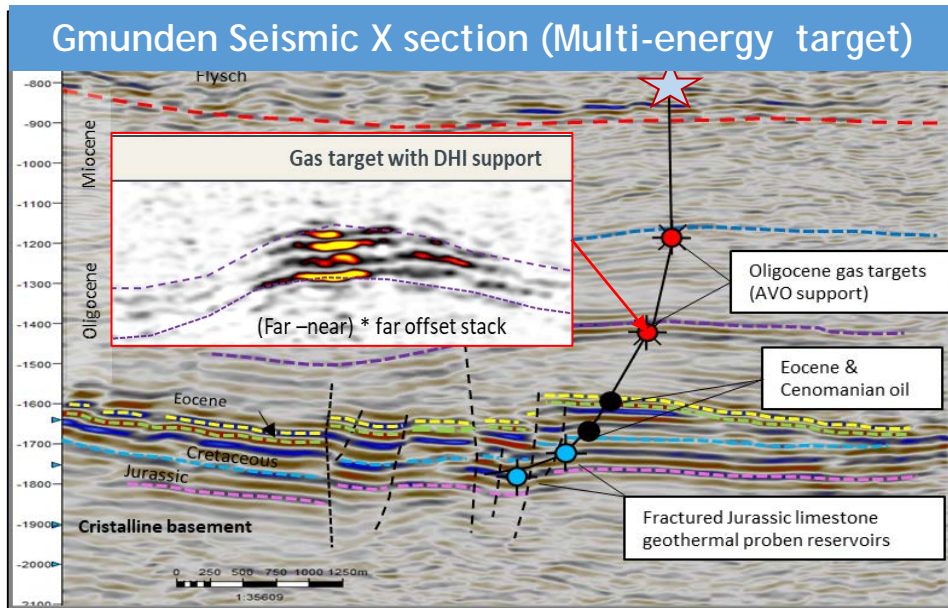 Gmunden Seismic X section (Multi-energy target)
Flysch
-800
-900
-1000
-1100
-1200
-1300
-1400
-1500
-1600
-1700
-1800
-1900
-2000
-2100
Miocene
Oligocene
Gas target with DHI support
(Far –near) * far offset stack
Oligocene gas targets
(AVO support)
Eocene &
Cenomanian oil
Eocene
Cretaceous
Jurassic
Cristalline basement
Fractured Jurassic limestone
geothermal proben reservoirs
0 250 500 750 1000 1250m
1:35609